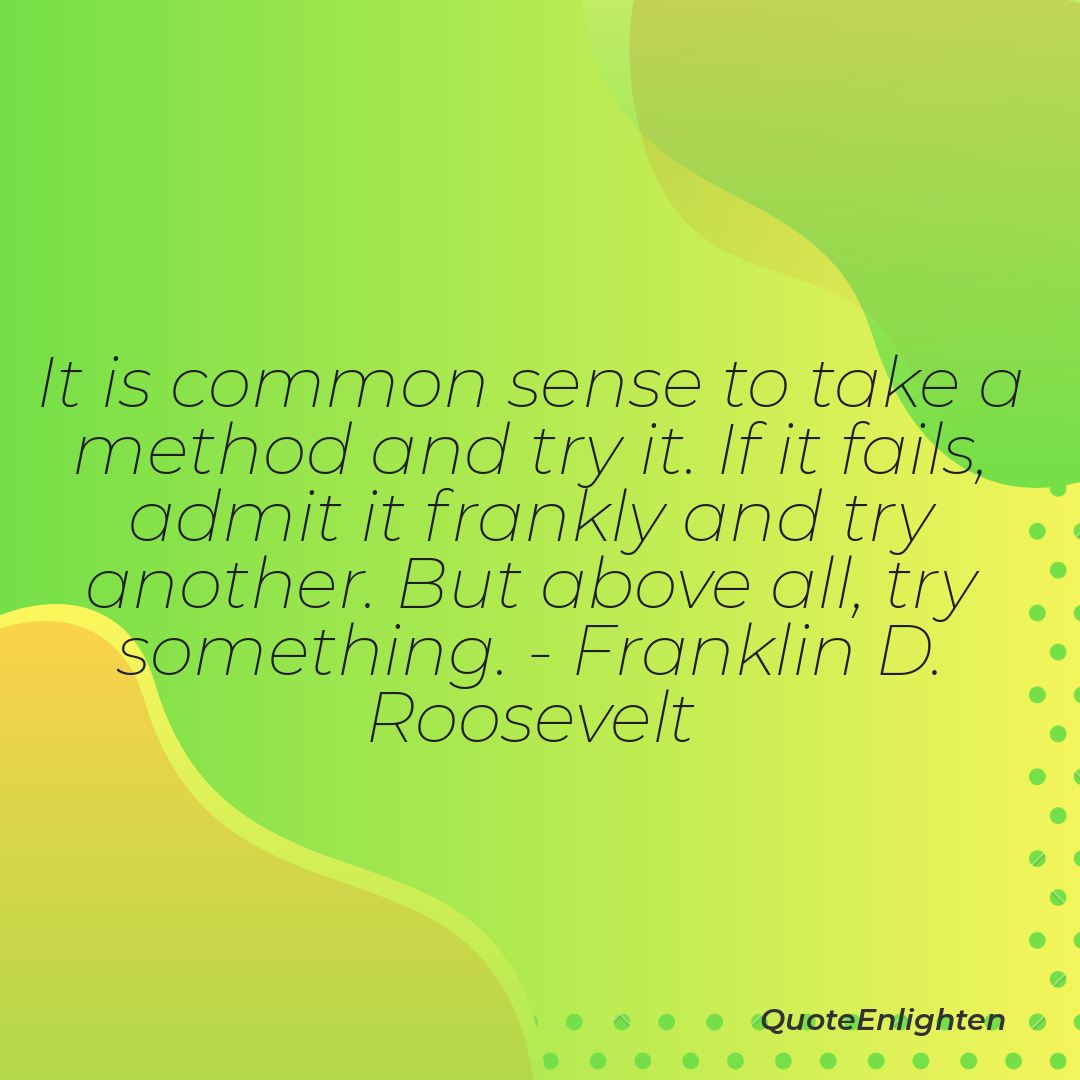 It is common sense to take a
method and try it. If it fails,
admit it frankly and try
another. But above all, try
something. - Franklin D.
Roosevelt
QuoteEnlighten